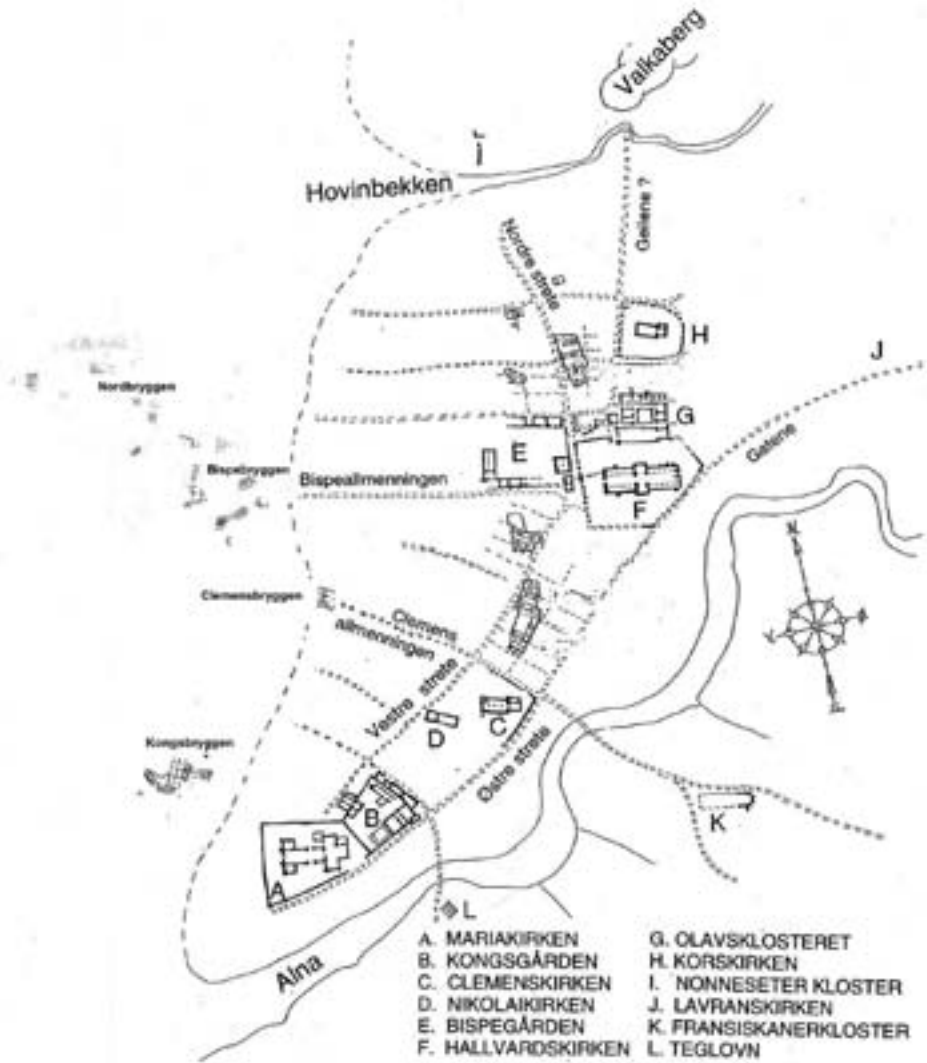 Valkaberg
I
Hovinbekken
Geilene ?
Nordre strete
H
J
Nordbryggen
G
Gatene
E
Bispebryggen
Bispeallmenningen
F
Clemensbryggen
Clemens
allmenningen
Vestre strete
C
D
Østre strete
Kongsbryggen
B
K
A
L
Alna
A. MARIAKIRKEN
B. KONGSGÅRDEN
C. CLEMENSKIRKEN
D. NIKOLAIKIRKEN
E. BISPEGÅRDEN
F. HALLVARDSKIRKEN
G. OLAVSKLOSTERET
H. KORSKIRKEN
I. NONNESETER KLOSTER
J. LAVRANSKIRKEN
K. FRANSISKANERKLOSTER
L. TEGLOVN